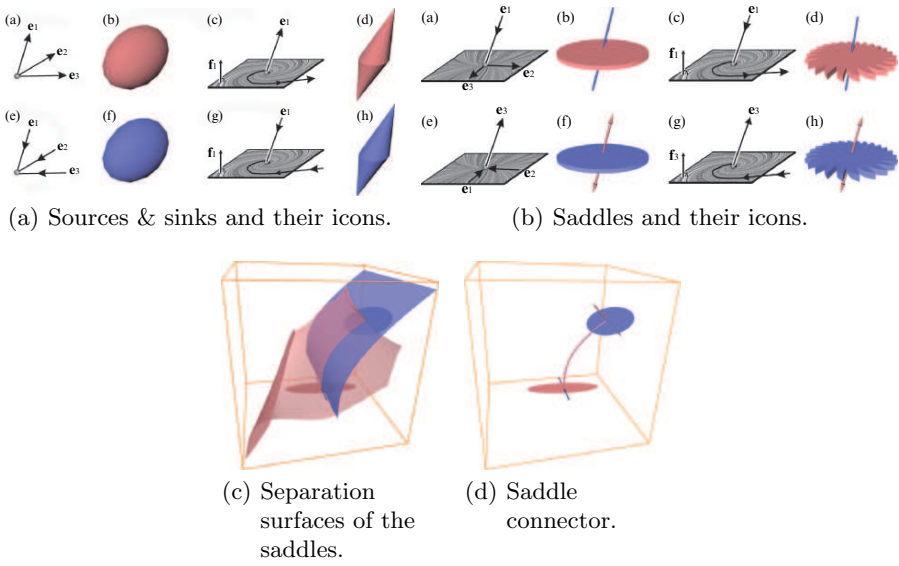 (a) (b) (c) (d) (a) (b) (c) (d)
e1 e2 e3 f1 e1 e1 e2 e3 f1 e1
(e) (f) (g) (h) (e) (f) (g) (h)
e1 e2 e3 f1 e1 e3 e1 e2 f3 e3
(a) Sources & sinks and their icons. (b) Saddles and their icons.
(c) Separation
surfaces of the
saddles.
(d) Saddle
connector.